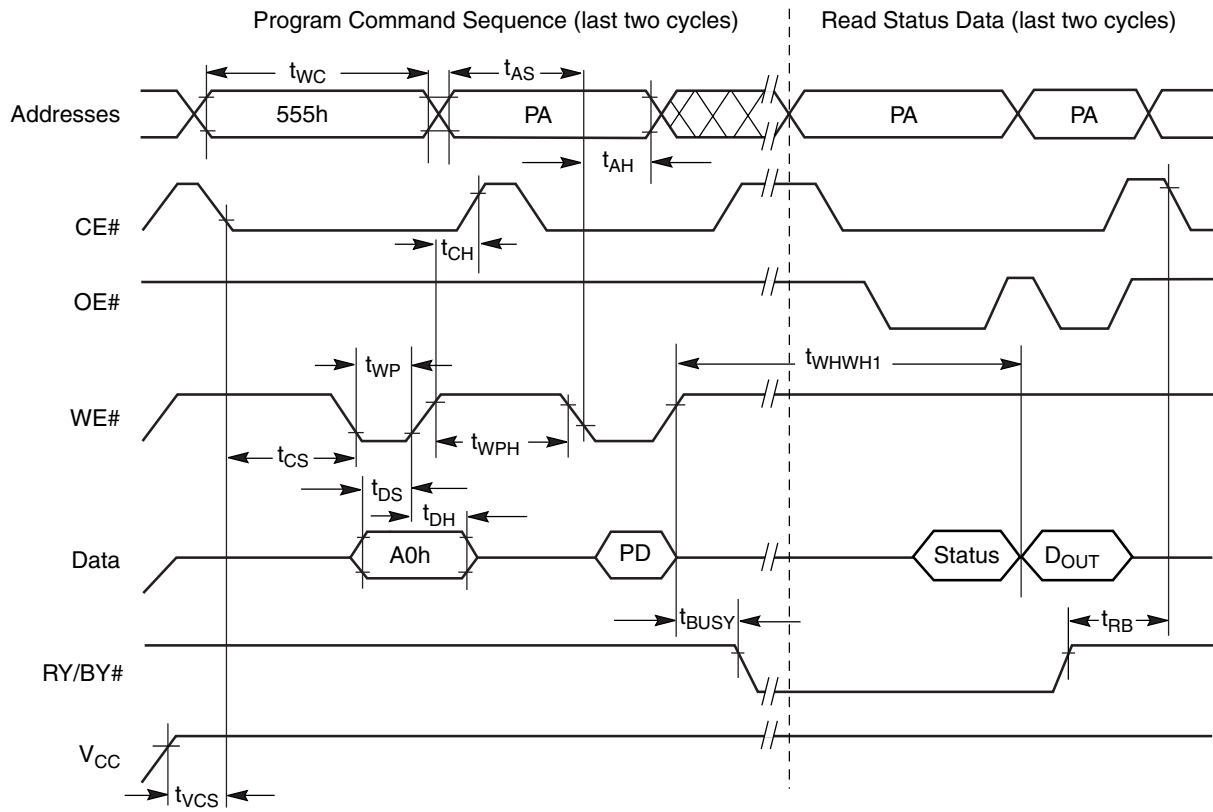 Program Command Sequence (last two cycles)
Read Status Data (last two cycles)
tWC
tAS
Addresses
555h
PA
PA
PA
tAH
CE#
tCH
OE#
tWP
tWHWH1
WE#
tCS
tWPH
tDS
tDH
Data
A0h
PD
Status
DOUT
tBUSY
tRB
RY/BY#
VCC
tVCS